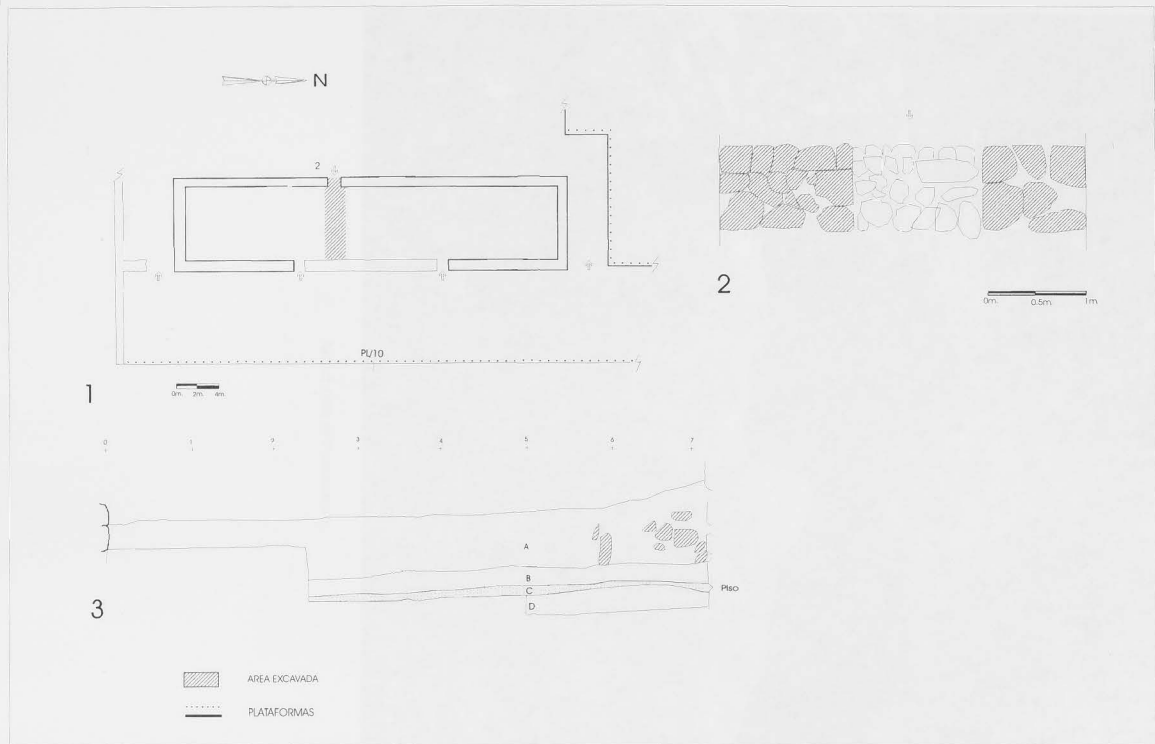 N
2
PL/10
1
0m. 2m. 4m.
2
0m. 0.5m. 1m.
0 1 2 3 4 5 6 7
A
B
C
D
Piso
3
AREA EXCAVADA
PLATAFORMAS